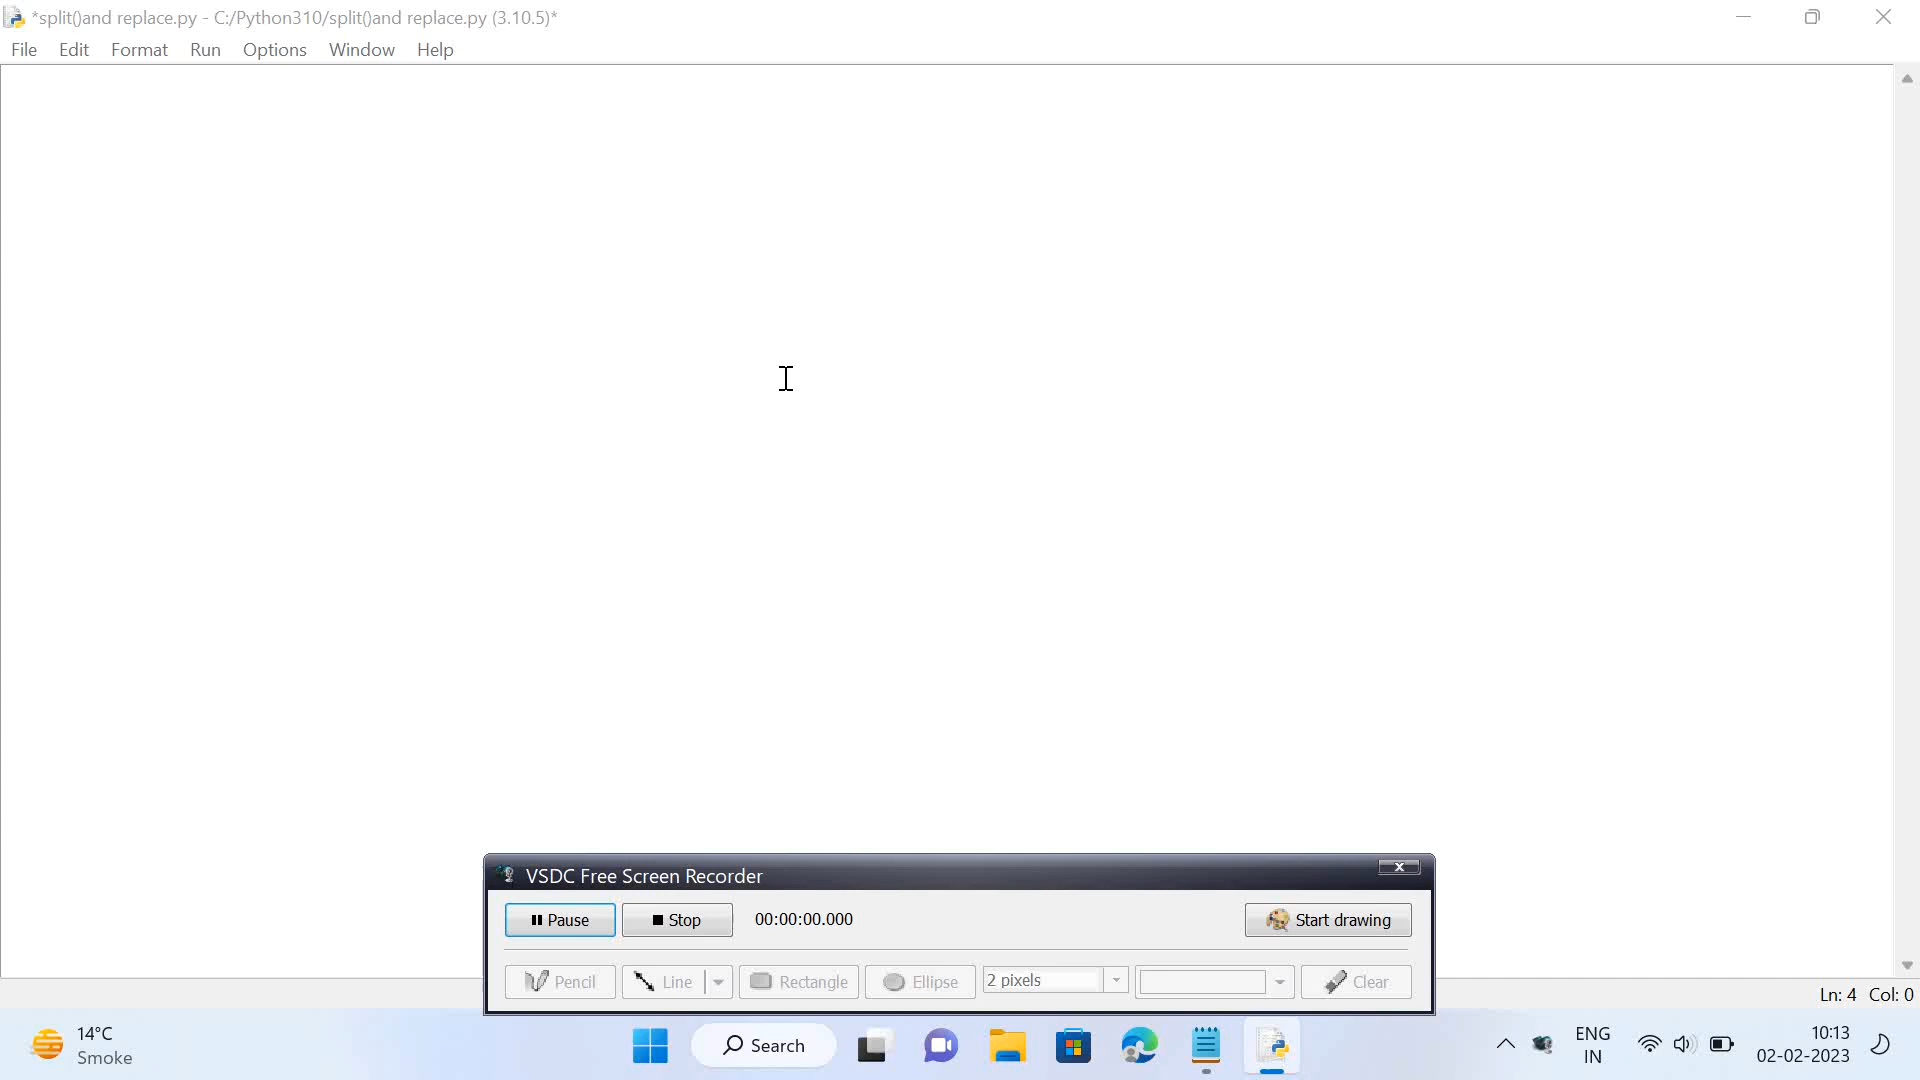 *split()and replace.py - C:/Python310/split()and replace.py (3.10.5)*
File Edit Format Run Options Window Help
VSDC Free Screen Recorder
Pause Stop 00:00:00.000 Start drawing
Pencil Line Rectangle Ellipse 2 pixels Clear
Ln: 4 Col: 0
14°C
Smoke
Search
ENG
IN
10:13
02-02-2023